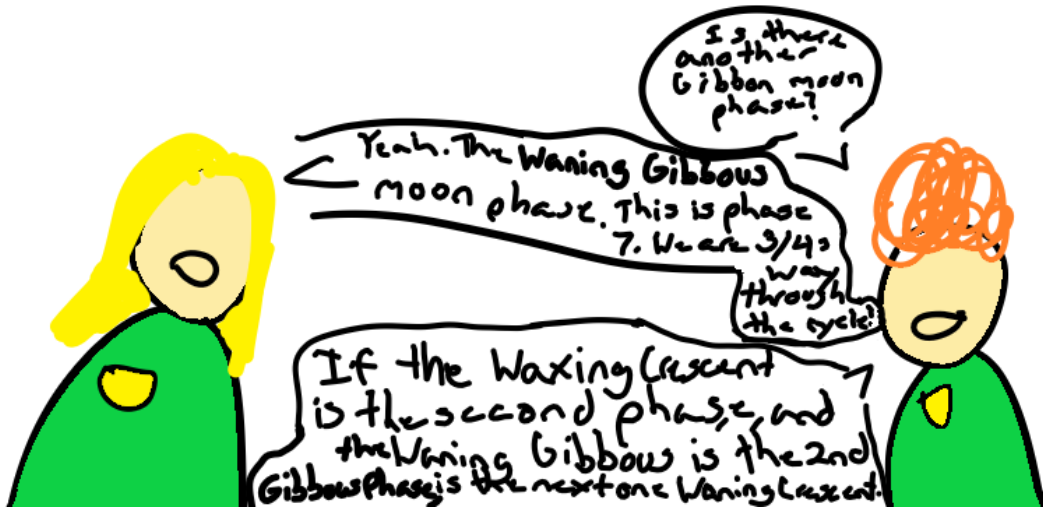 Is there
another
Gibbon moon
phase?
Yeah. The Waning Gibbous
moon phase. This is phase
7. We are 3/4s
way
through
the cycle?
If the Waxing Crescent
is the second phase, and
the Waning Gibbous is the 2nd
Gibbous phase, is the next one Waning Crescent.